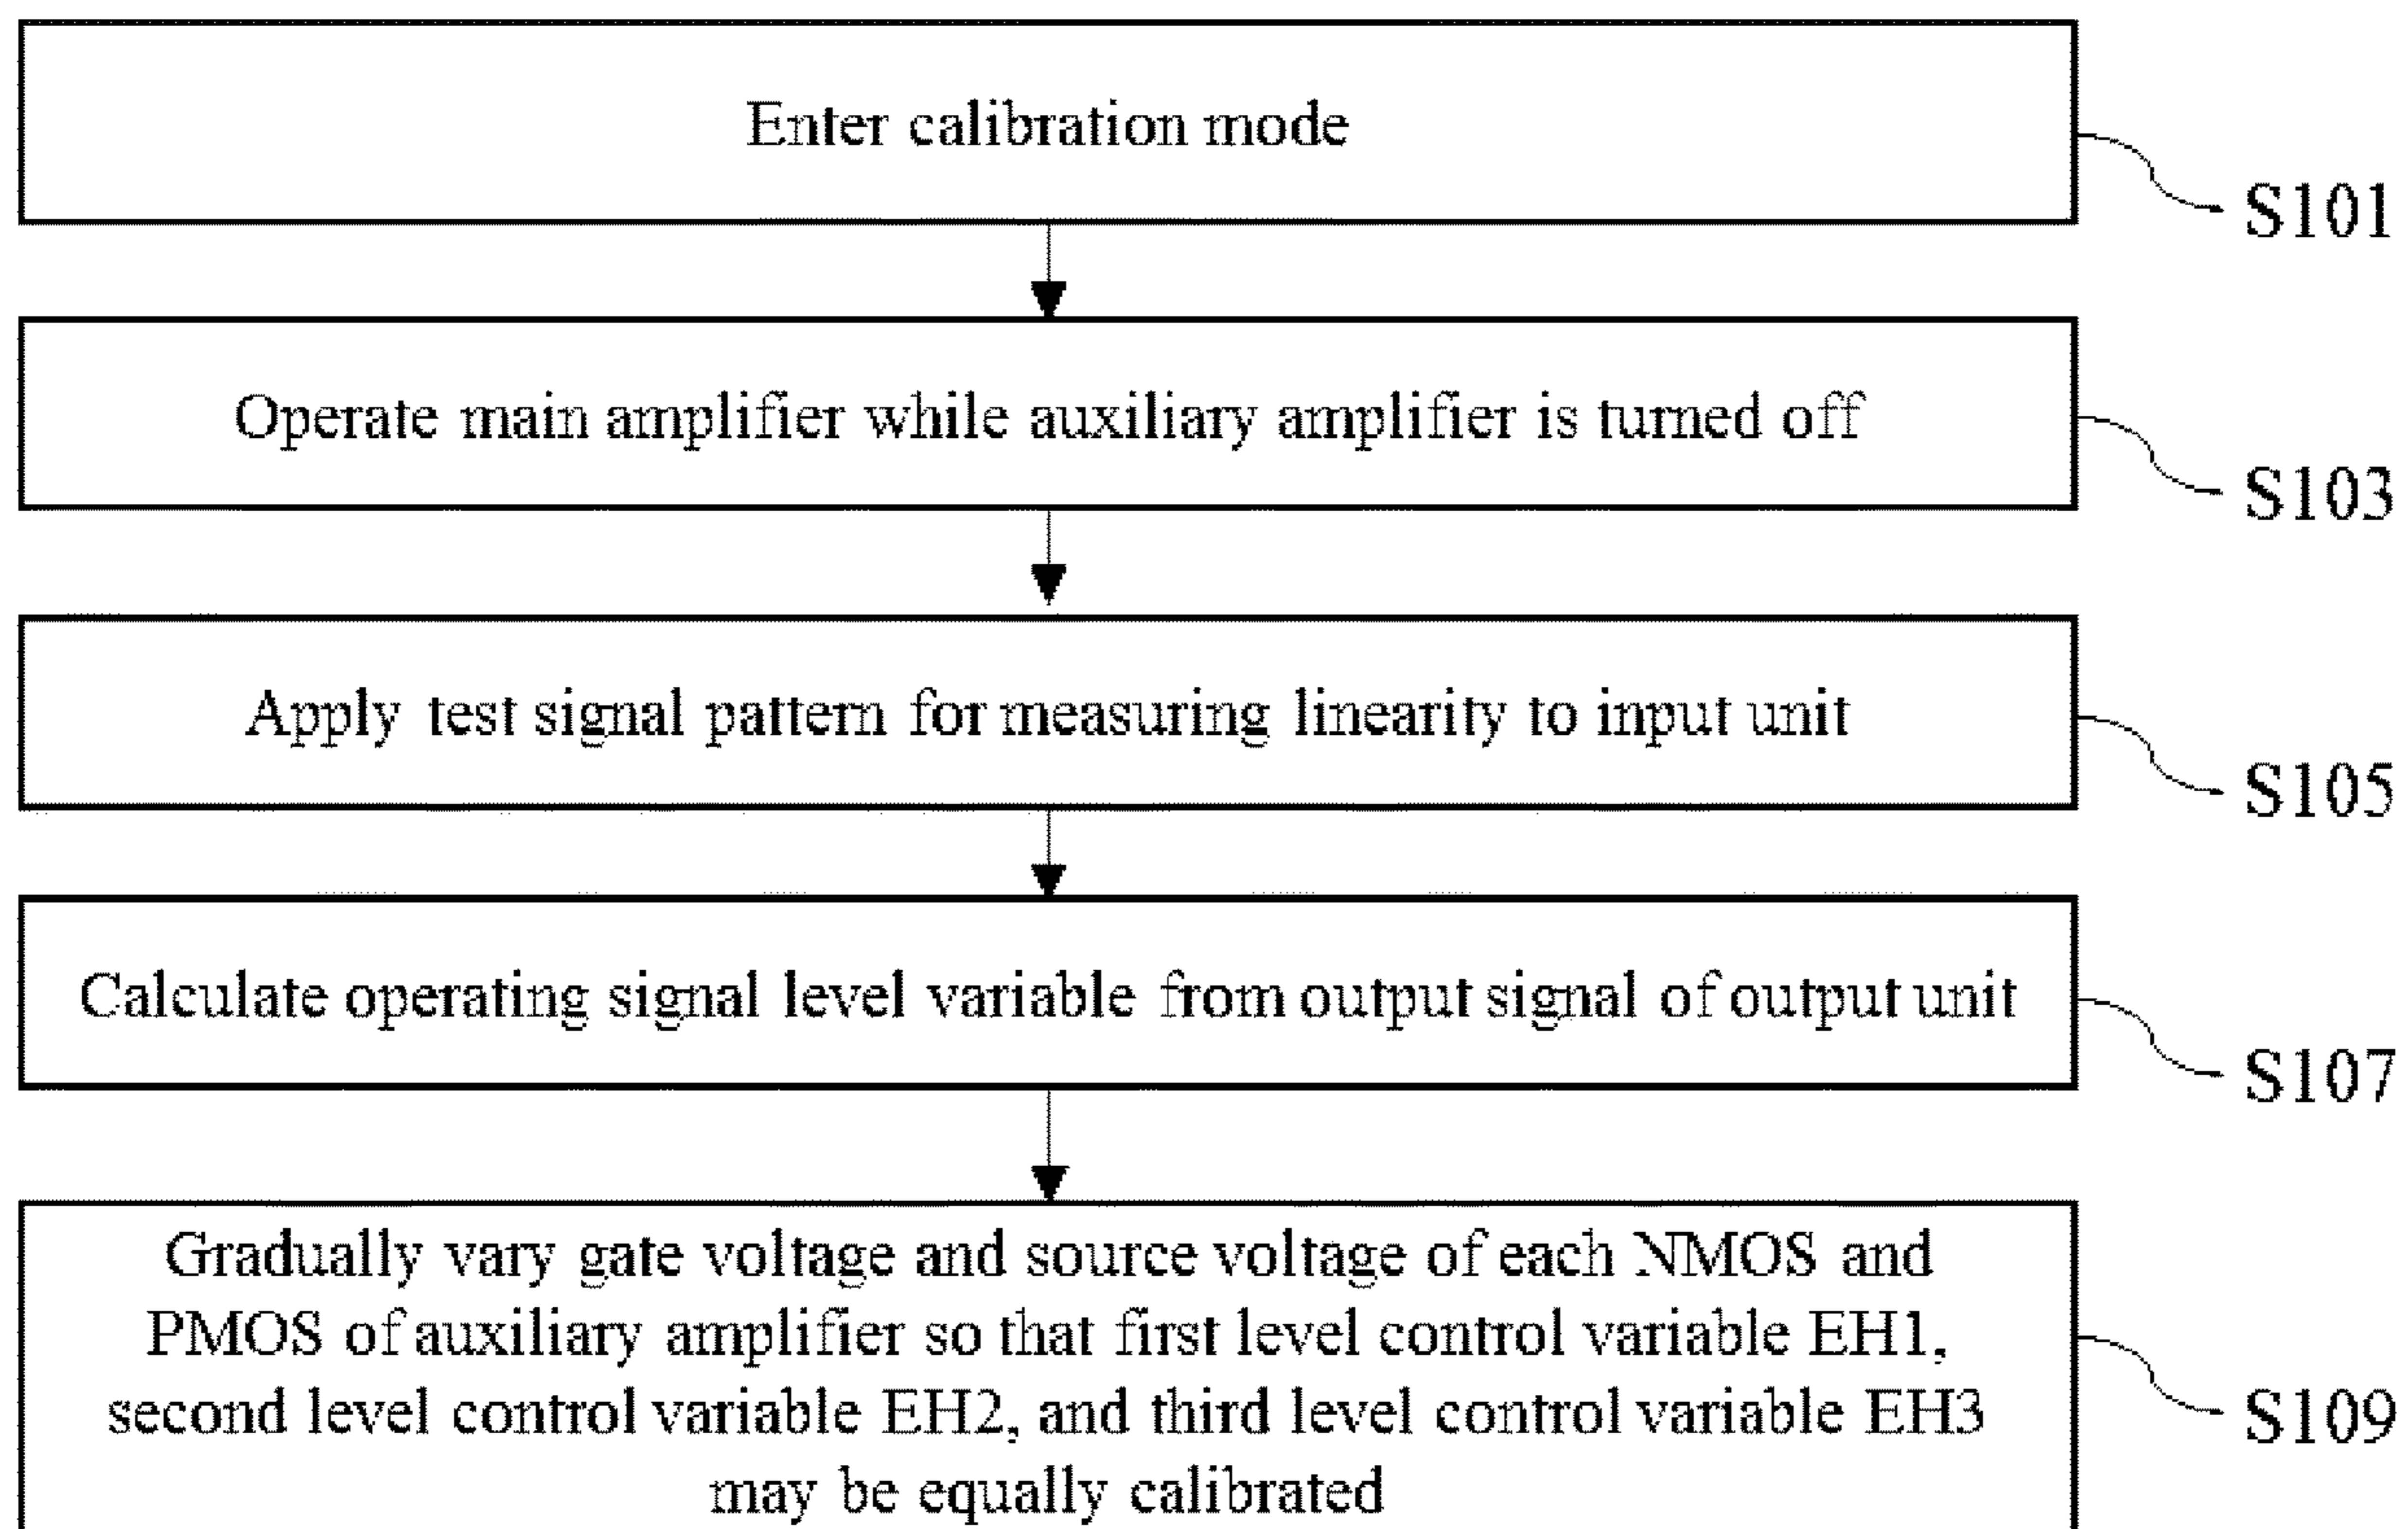 Enter calibration mode
S101
Operate main amplifier while auxiliary amplifier is turned off
S103
Apply test signal pattern for measuring linearity to input unit
S105
Calculate operating signal level variable from output signal of output unit
S107
Gradually vary gate voltage and source voltage of each NMOS and
PMOS of auxiliary amplifier so that first level control variable EH1,
second level control variable EH2, and third level control variable EH3
may be equally calibrated
S109